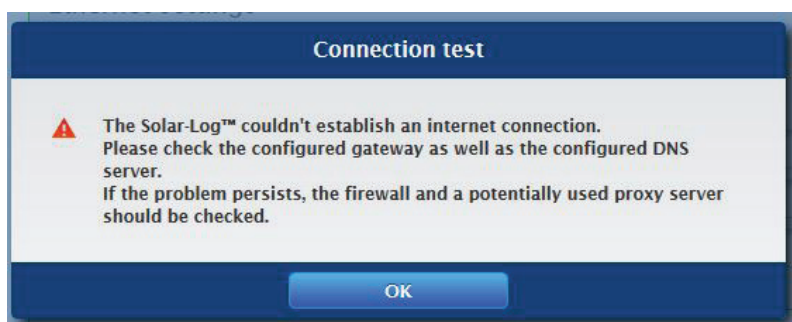 Connection test
The Solar-Log™ couldn't establish an internet connection.
Please check the configured gateway as well as the configured DNS
server.
If the problem persists, the firewall and a potentially used proxy server
should be checked.
OK